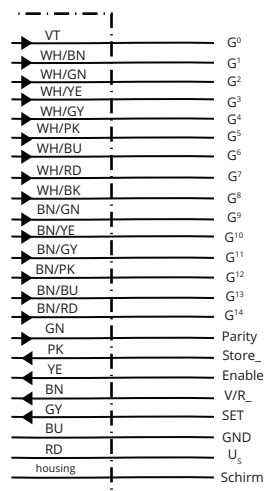 VT G⁰
WH/BN G¹
WH/GN G²
WH/YE G³
WH/GY G⁴
WH/PK G⁵
WH/BU G⁶
WH/RD G⁷
WH/BK G⁸
BN/GN G⁹
BN/YE G¹⁰
BN/GY G¹¹
BN/PK G¹²
BN/BU G¹³
BN/RD G¹⁴
GN Parity
PK Store_
YE Enable
BN V/R_
GY SET
BU GND
RD Uₛ
housing Schirm